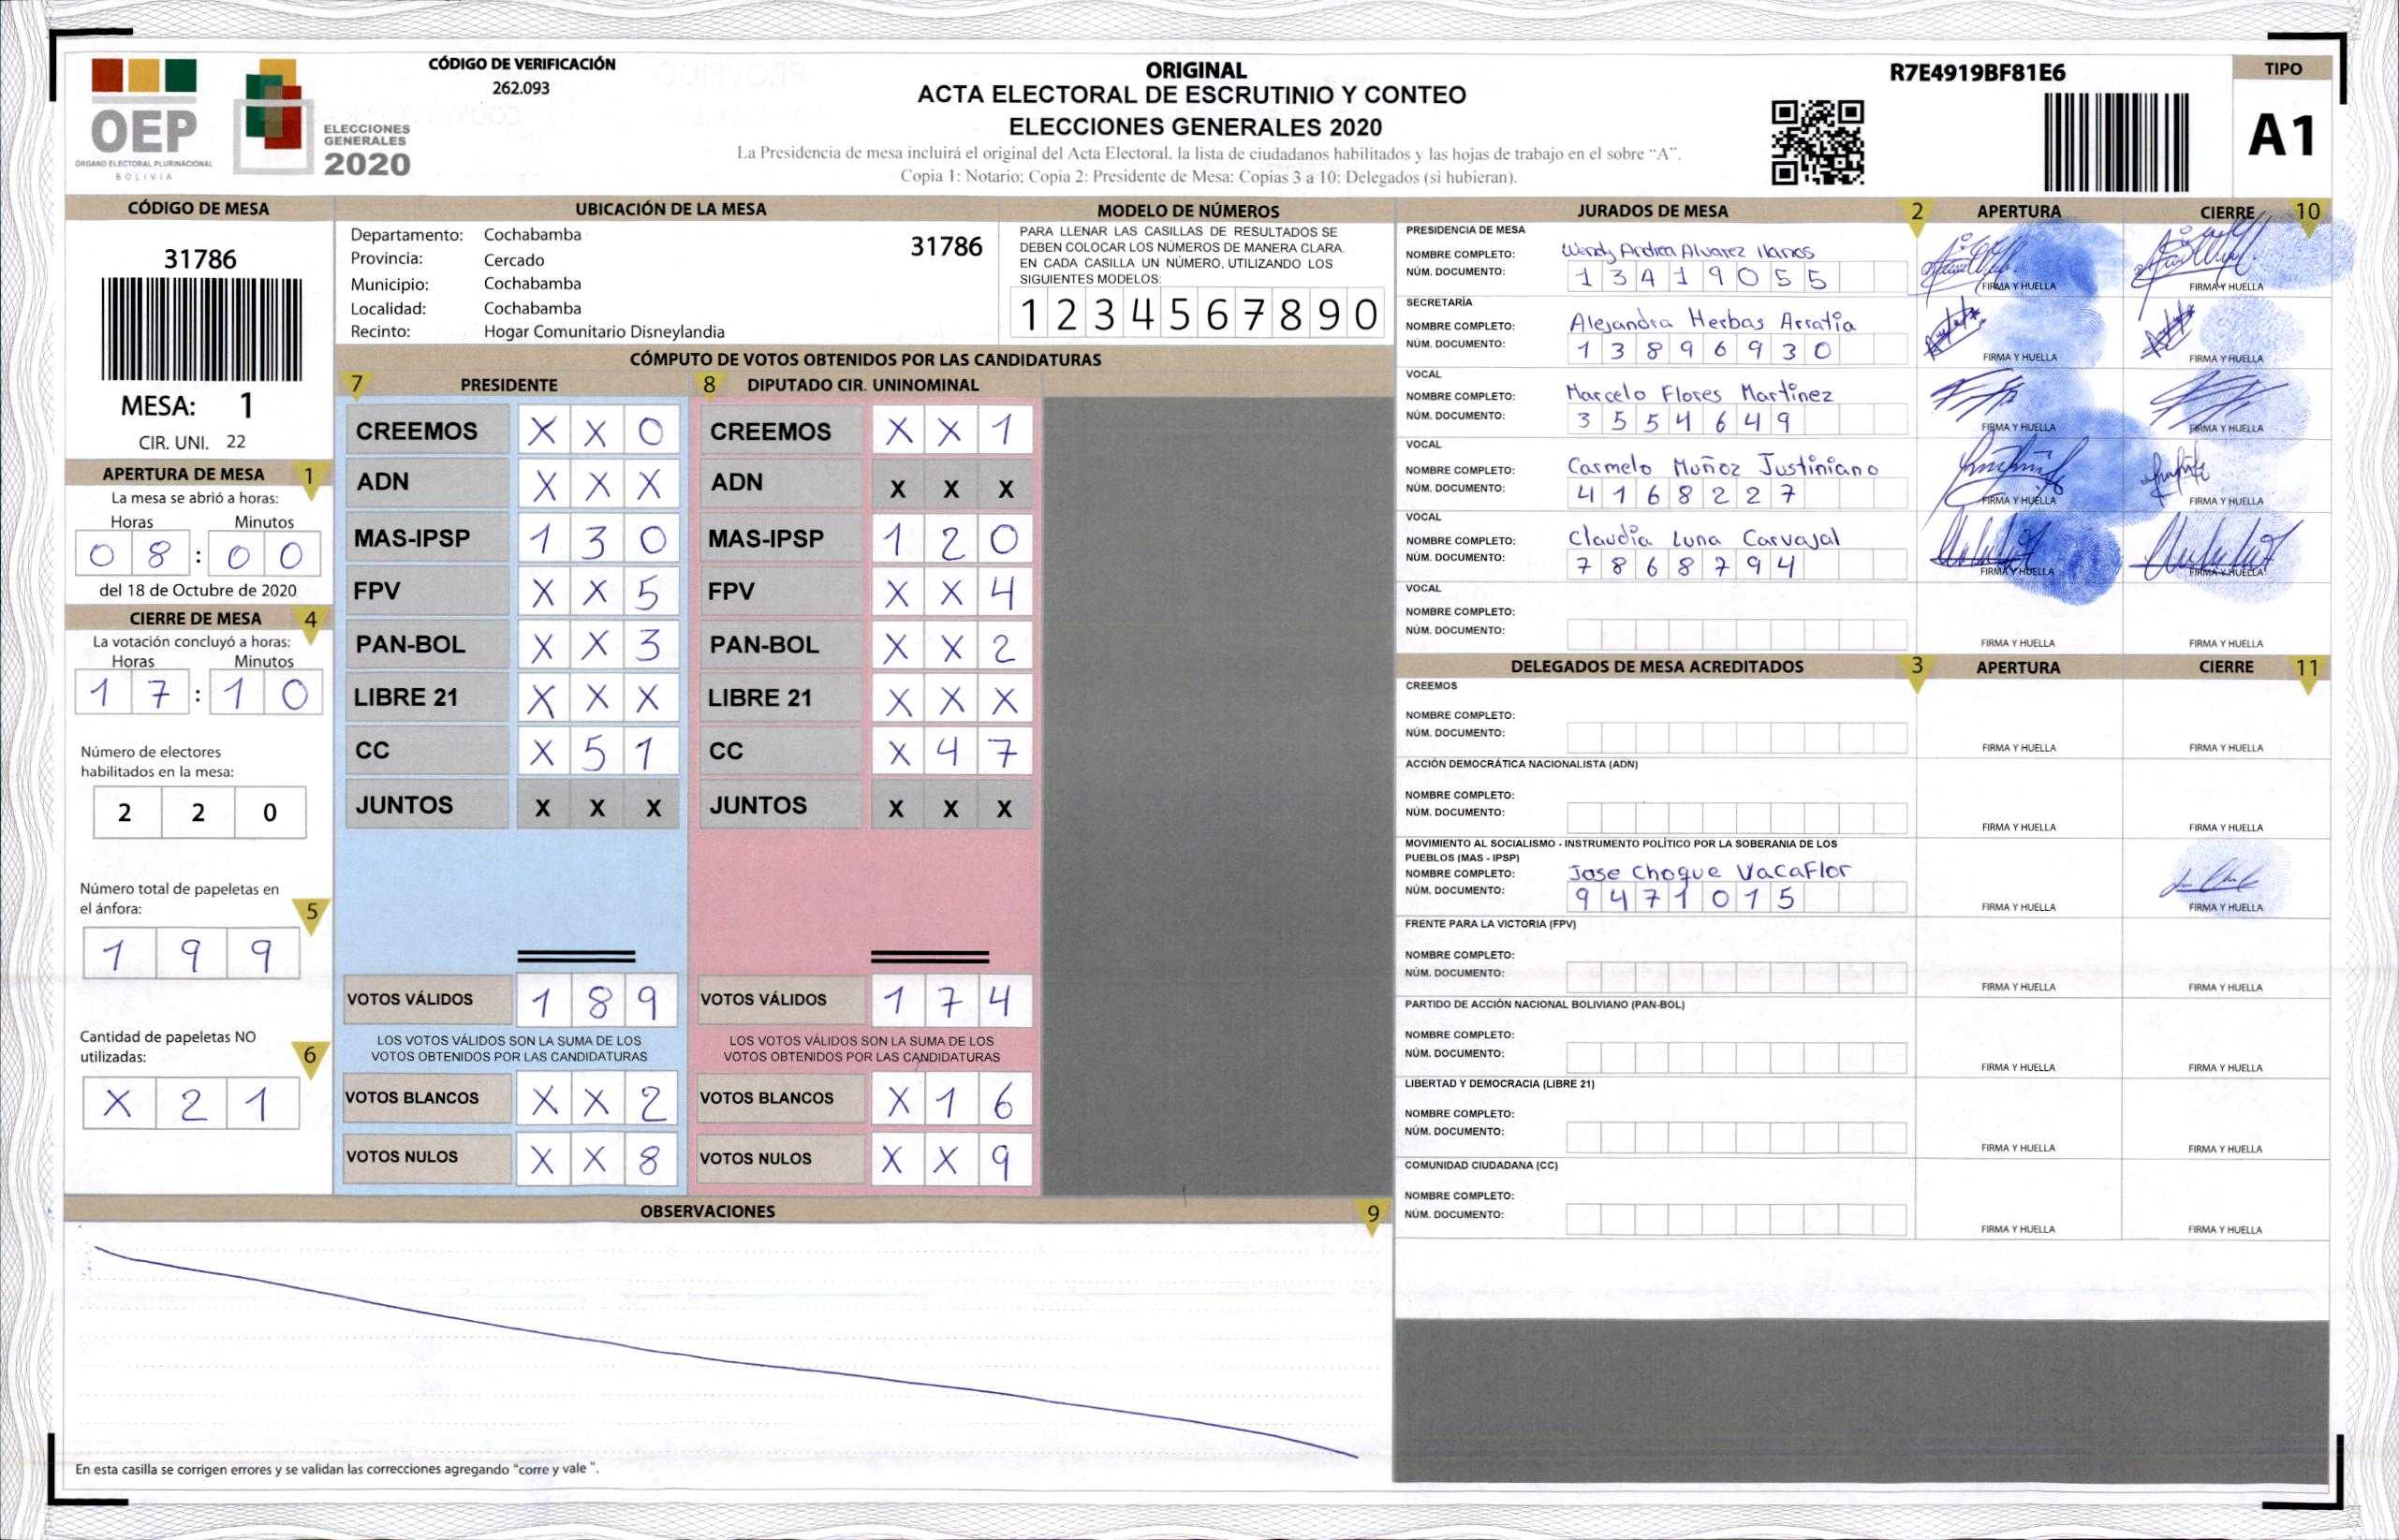 CÓDIGO DE VERIFICACIÓN
262.093
OEP
ÓRGANO ELECTORAL PLURINACIONAL
BOLIVIA
ELECCIONES
GENERALES
2020
ORIGINAL
ACTA ELECTORAL DE ESCRUTINIO Y CONTEO
ELECCIONES GENERALES 2020
La Presidencia de mesa incluirá el original del Acta Electoral, la lista de ciudadanos habilitados y las hojas de trabajo en el sobre "A".
Copia 1: Notario; Copia 2: Presidente de Mesa; Copias 3 a 10: Delegados (si hubieran).
R7E4919BF81E6
TIPO
A1
CÓDIGO DE MESA
31786
MESA: 1
CIR. UNI. 22
APERTURA DE MESA 1
La mesa se abrió a horas:
Horas Minutos
0 8 : 0 0
del 18 de Octubre de 2020
CIERRE DE MESA 4
La votación concluyó a horas:
Horas Minutos
1 7 : 1 0
Número de electores
habilitados en la mesa:
2 2 0
Número total de papeletas en
el ánfora: 5
1 9 9
Cantidad de papeletas NO
utilizadas: 6
X 2 1
UBICACIÓN DE LA MESA
Departamento: Cochabamba 31786
Provincia: Cercado
Municipio: Cochabamba
Localidad: Cochabamba
Recinto: Hogar Comunitario Disneylandia
MODELO DE NÚMEROS
PARA LLENAR LAS CASILLAS DE RESULTADOS SE
DEBEN COLOCAR LOS NÚMEROS DE MANERA CLARA.
EN CADA CASILLA UN NÚMERO, UTILIZANDO LOS
SIGUIENTES MODELOS:
1 2 3 4 5 6 7 8 9 0
CÓMPUTO DE VOTOS OBTENIDOS POR LAS CANDIDATURAS
7 PRESIDENTE 8 DIPUTADO CIR. UNINOMINAL
CREEMOS X X 0 CREEMOS X X 1
ADN X X X ADN X X X
MAS-IPSP 1 3 0 MAS-IPSP 1 2 0
FPV X X 5 FPV X X 4
PAN-BOL X X 3 PAN-BOL X X 2
LIBRE 21 X X X LIBRE 21 X X X
CC X 5 1 CC X 4 7
JUNTOS X X X JUNTOS X X X
VOTOS VÁLIDOS 1 8 9 VOTOS VÁLIDOS 1 7 4
LOS VOTOS VÁLIDOS SON LA SUMA DE LOS LOS VOTOS VÁLIDOS SON LA SUMA DE LOS
VOTOS OBTENIDOS POR LAS CANDIDATURAS VOTOS OBTENIDOS POR LAS CANDIDATURAS
VOTOS BLANCOS X X 2 VOTOS BLANCOS X 1 6
VOTOS NULOS X X 8 VOTOS NULOS X X 9
OBSERVACIONES 9
En esta casilla se corrigen errores y se validan las correcciones agregando "corre y vale ".
JURADOS DE MESA 2 APERTURA CIERRE 10
PRESIDENCIA DE MESA
NOMBRE COMPLETO: Wendy Andrea Alvarez llanos
NÚM. DOCUMENTO: 1 3 4 1 9 0 5 5
FIRMA Y HUELLA FIRMA Y HUELLA
SECRETARÍA
NOMBRE COMPLETO: Alejandra Herbas Arratia
NÚM. DOCUMENTO: 1 3 8 9 6 9 3 0
FIRMA Y HUELLA FIRMA Y HUELLA
VOCAL
NOMBRE COMPLETO: Marcelo Flores Martinez
NÚM. DOCUMENTO: 3 5 5 4 6 4 9
FIRMA Y HUELLA FIRMA Y HUELLA
VOCAL
NOMBRE COMPLETO: Carmelo Muñoz Justiniano
NÚM. DOCUMENTO: 4 1 6 8 2 2 7
FIRMA Y HUELLA FIRMA Y HUELLA
VOCAL
NOMBRE COMPLETO: Claudia Luna Carvajal
NÚM. DOCUMENTO: 7 8 6 8 7 9 4
FIRMA Y HUELLA FIRMA Y HUELLA
VOCAL
NOMBRE COMPLETO:
NÚM. DOCUMENTO:
FIRMA Y HUELLA FIRMA Y HUELLA
DELEGADOS DE MESA ACREDITADOS 3 APERTURA CIERRE 11
CREEMOS
NOMBRE COMPLETO:
NÚM. DOCUMENTO:
FIRMA Y HUELLA FIRMA Y HUELLA
ACCIÓN DEMOCRÁTICA NACIONALISTA (ADN)
NOMBRE COMPLETO:
NÚM. DOCUMENTO:
FIRMA Y HUELLA FIRMA Y HUELLA
MOVIMIENTO AL SOCIALISMO - INSTRUMENTO POLÍTICO POR LA SOBERANIA DE LOS
PUEBLOS (MAS - IPSP)
NOMBRE COMPLETO: Jose Choque Vacaflor
NÚM. DOCUMENTO: 9 4 7 1 0 1 5
FIRMA Y HUELLA FIRMA Y HUELLA
FRENTE PARA LA VICTORIA (FPV)
NOMBRE COMPLETO:
NÚM. DOCUMENTO:
FIRMA Y HUELLA FIRMA Y HUELLA
PARTIDO DE ACCIÓN NACIONAL BOLIVIANO (PAN-BOL)
NOMBRE COMPLETO:
NÚM. DOCUMENTO:
FIRMA Y HUELLA FIRMA Y HUELLA
LIBERTAD Y DEMOCRACIA (LIBRE 21)
NOMBRE COMPLETO:
NÚM. DOCUMENTO:
FIRMA Y HUELLA FIRMA Y HUELLA
COMUNIDAD CIUDADANA (CC)
NOMBRE COMPLETO:
NÚM. DOCUMENTO:
FIRMA Y HUELLA FIRMA Y HUELLA